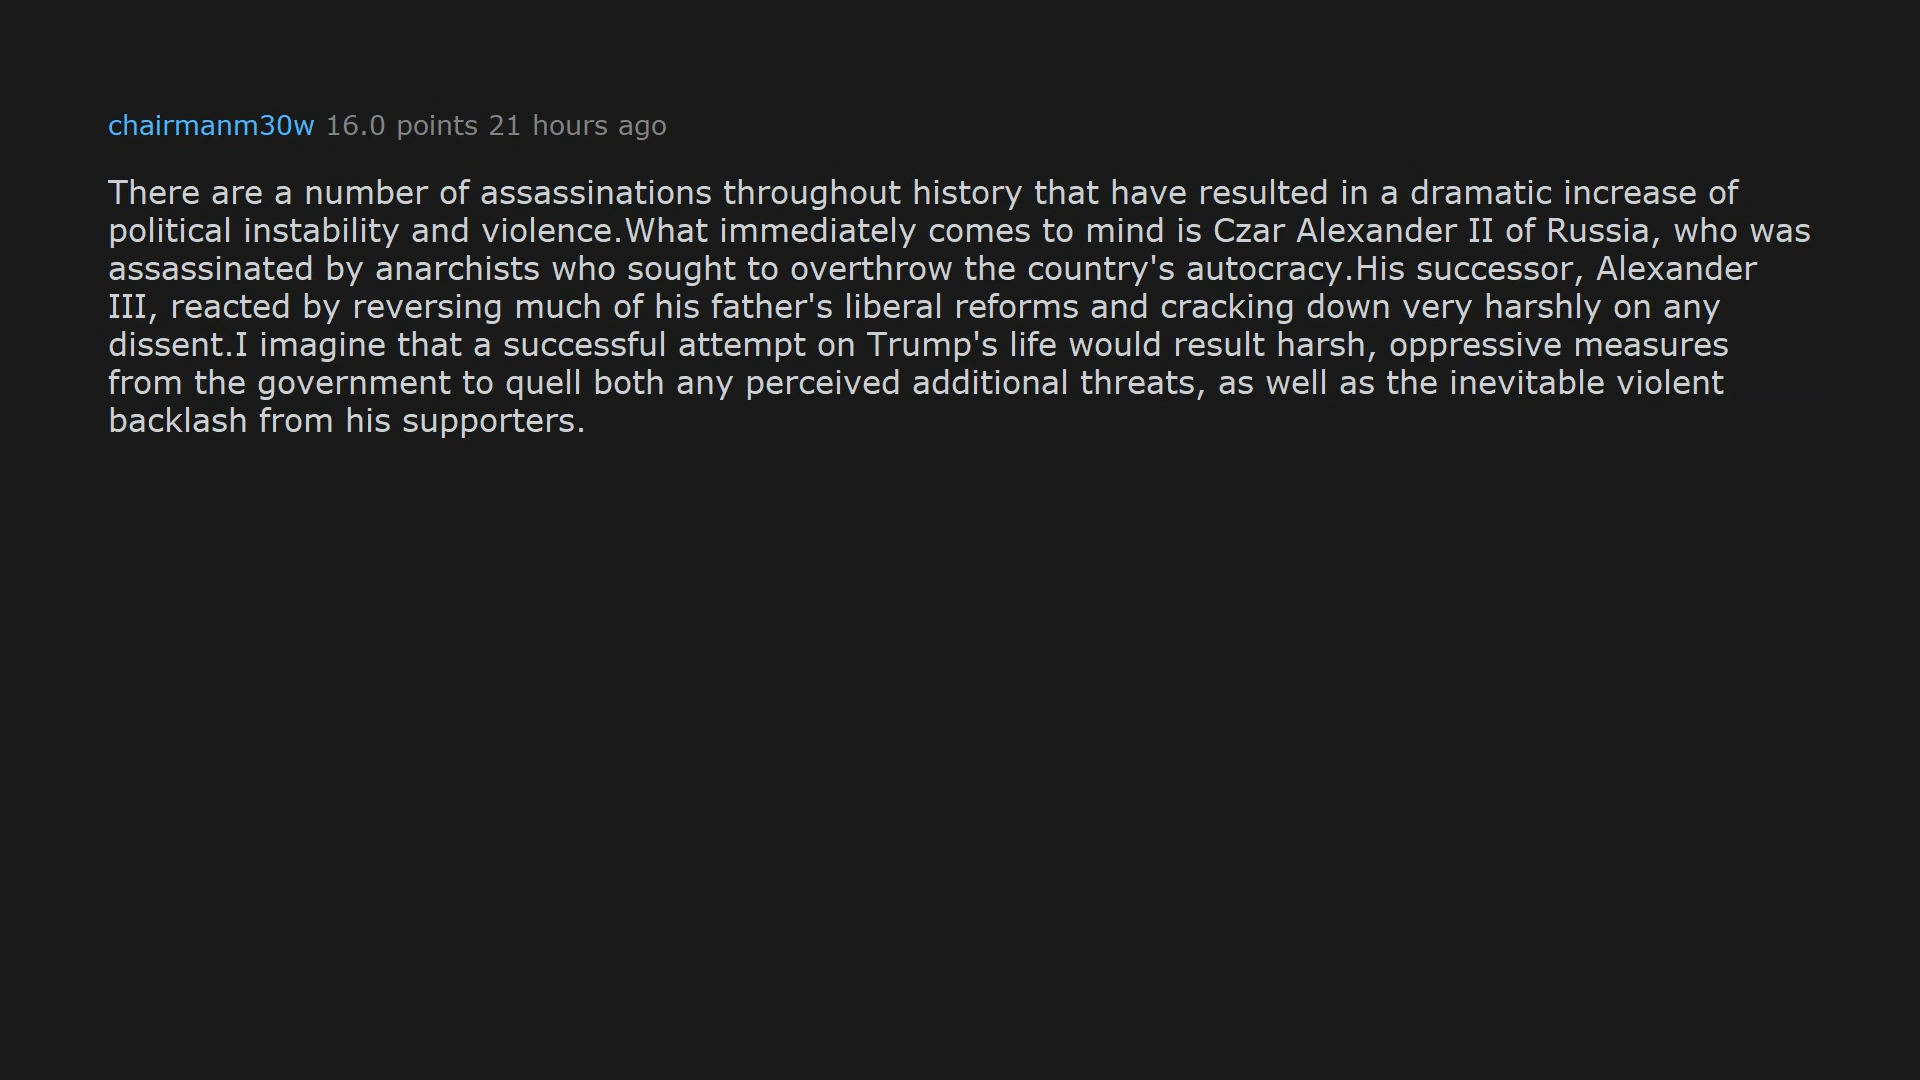 chairmanm30w 16.0 points 21 hours ago
There are a number of assassinations throughout history that have resulted in a dramatic increase of
political instability and violence.What immediately comes to mind is Czar Alexander II of Russia, who was
assassinated by anarchists who sought to overthrow the country's autocracy.His successor, Alexander
III, reacted by reversing much of his father's liberal reforms and cracking down very harshly on any
dissent.I imagine that a successful attempt on Trump's life would result harsh, oppressive measures
from the government to quell both any perceived additional threats, as well as the inevitable violent
backlash from his supporters.